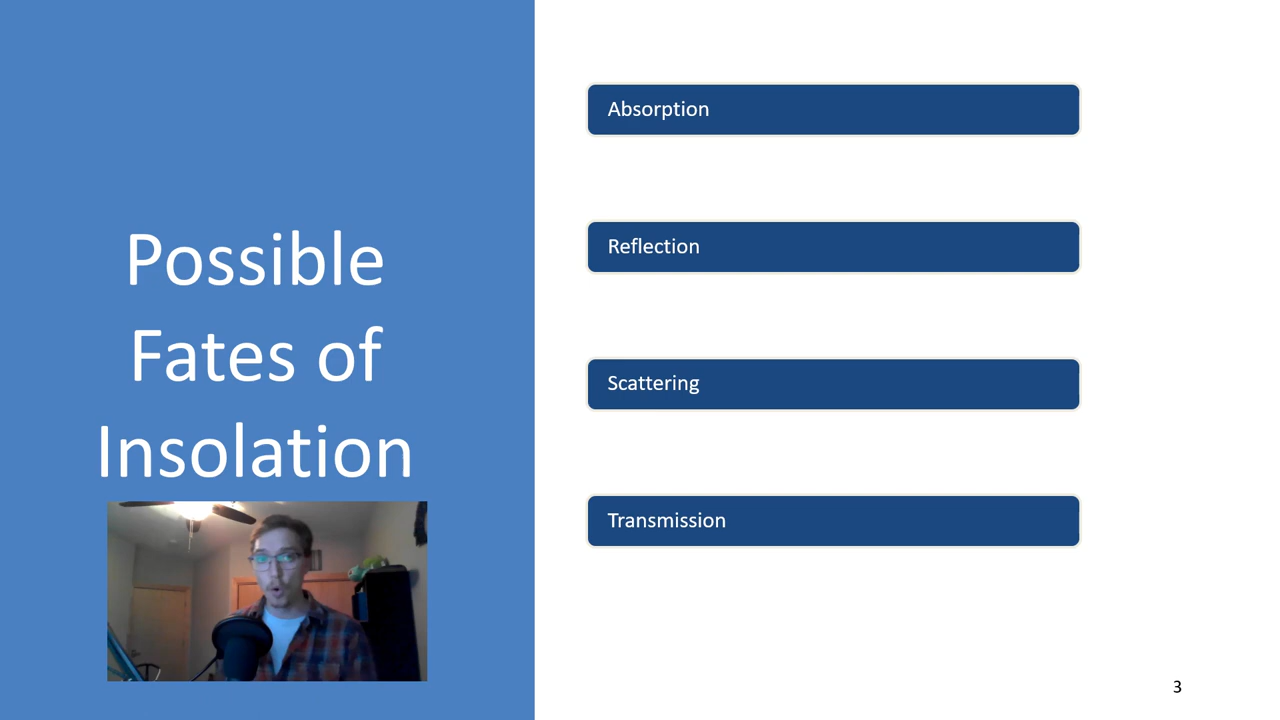 Possible
Fates of
Insolation
Absorption
Reflection
Scattering
Transmission
3